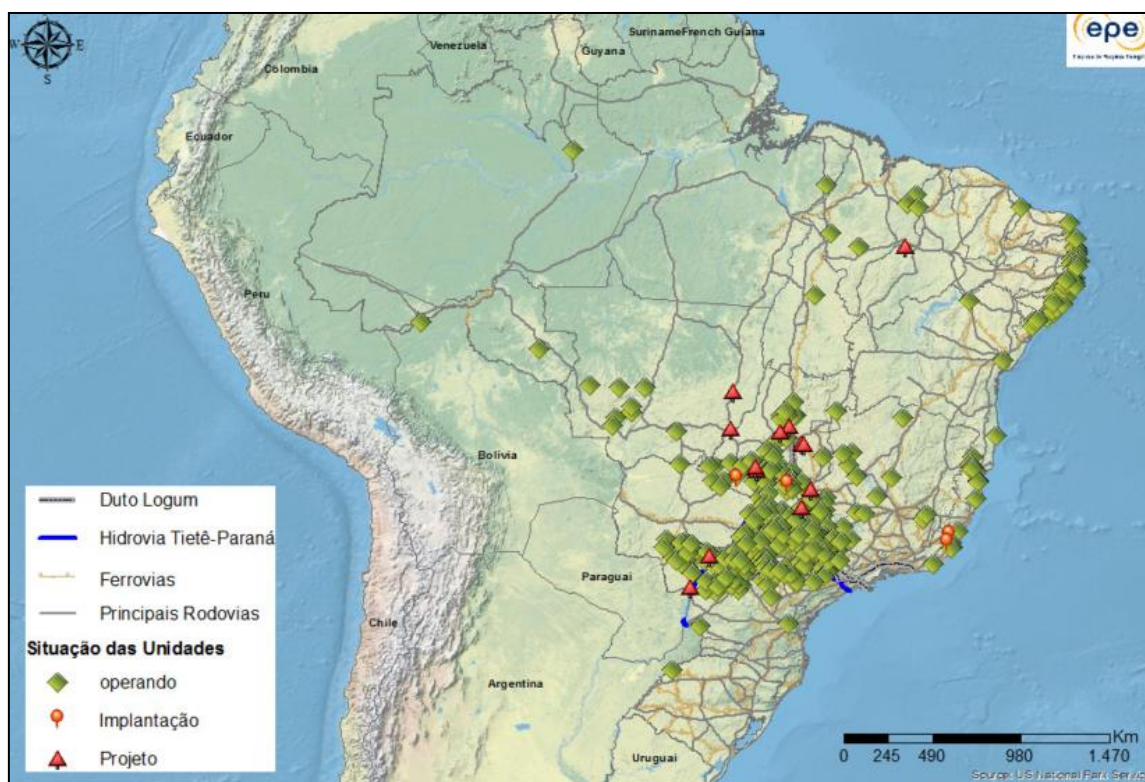 N
W E
S
epe
Venezuela
Suriname
French Guiana
Guyana
Colombia
Ecuador
Peru
Bolivia
Paraguai
Chile
Argentina
Uruguai
Duto Logum
Hidrovia Tietê-Paraná
Ferrovias
Principais Rodovias
Situação das Unidades
operando
Implantação
Projeto
Km
0 245 490 980 1.470
Source: US National Park Service